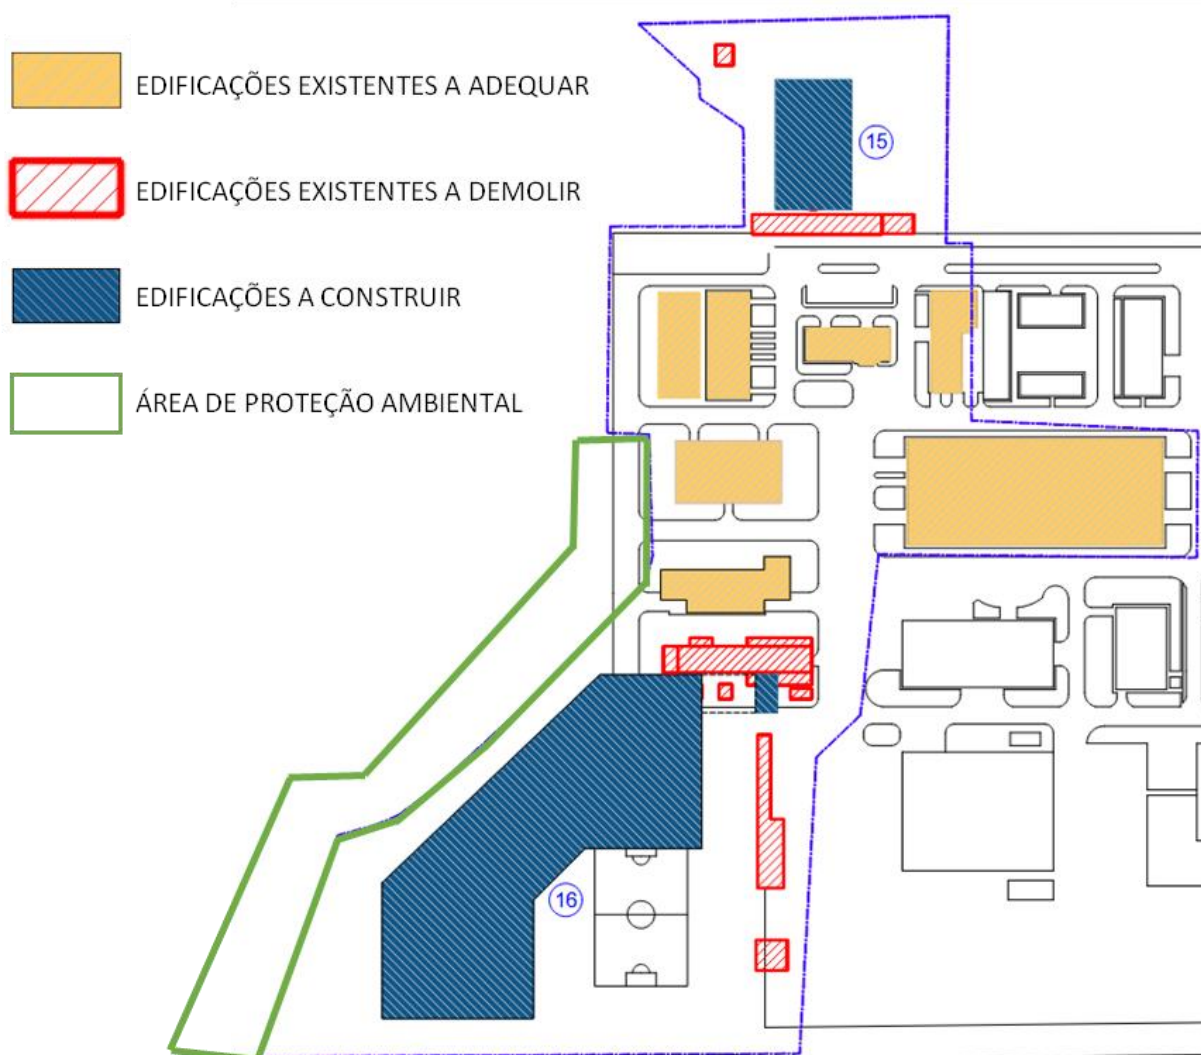 EDIFICAÇÕES EXISTENTES A ADEQUAR
EDIFICAÇÕES EXISTENTES A DEMOLIR
EDIFICAÇÕES A CONSTRUIR
ÁREA DE PROTEÇÃO AMBIENTAL
15
16